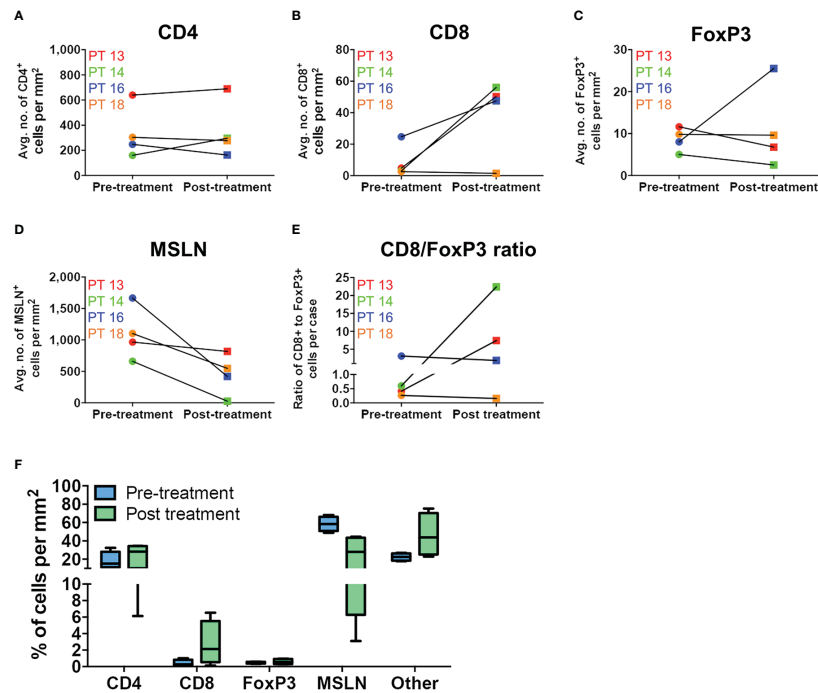 A
CD4
Avg. no. of CD4+
cells per mm2
1,000
800
600
400
200
0
PT 13
PT 14
PT 16
PT 18
Pre-treatment
Post-treatment
B
CD8
Avg. no. of CD8+
cells per mm2
80
60
40
20
0
PT 13
PT 14
PT 16
PT 18
Pre-treatment
Post-treatment
C
FoxP3
Avg. no. of FoxP3+
cells per mm2
30
20
10
0
PT 13
PT 14
PT 16
PT 18
Pre-treatment
Post-treatment
D
MSLN
Avg. no. of MSLN+
cells per mm2
2,000
1,500
1,000
500
0
PT 13
PT 14
PT 16
PT 18
Pre-treatment
Post-treatment
E
CD8/FoxP3 ratio
Ratio of CD8+ to FoxP3+
cells per case
25
20
15
10
5
1.0
0.5
0.0
PT 13
PT 14
PT 16
PT 18
Pre-treatment
Post treatment
F
% of cells per mm2
100
80
60
40
20
10
8
6
4
2
0
Pre-treatment
Post treatment
CD4
CD8
FoxP3
MSLN
Other